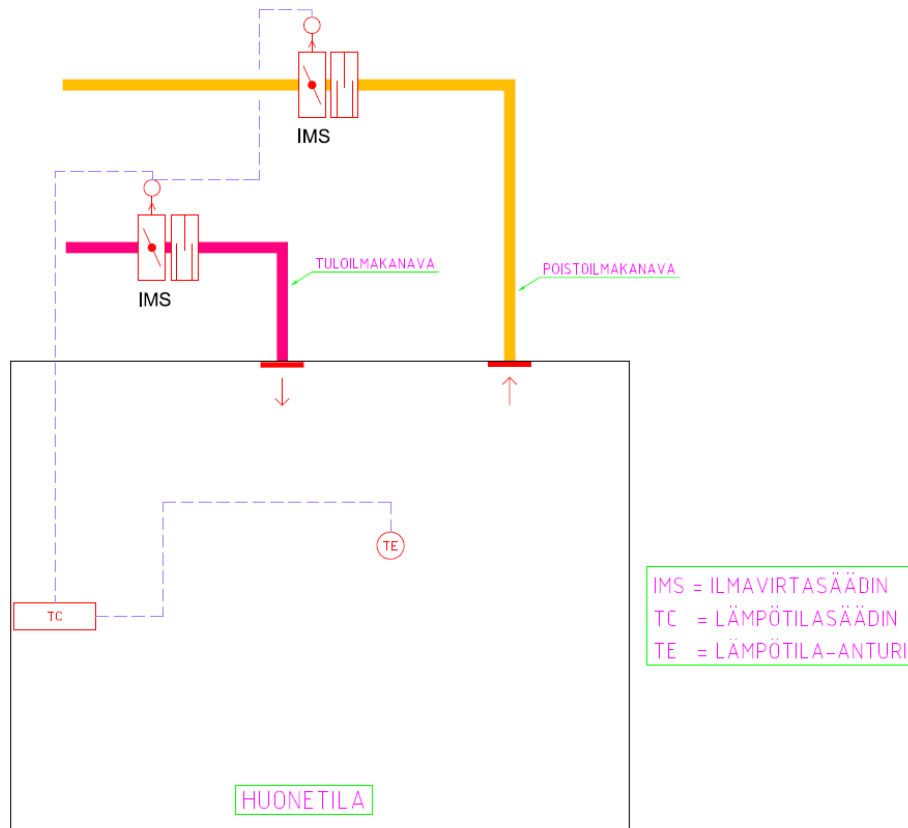 IMS
IMS
TULOILMAKANAVA
POISTOILMAKANAVA
TE
TC
IMS = ILMAVIRTASÄÄDIN
TC = LÄMPÖTILASÄÄDIN
TE = LÄMPÖTILA-ANTURI
HUONETILA